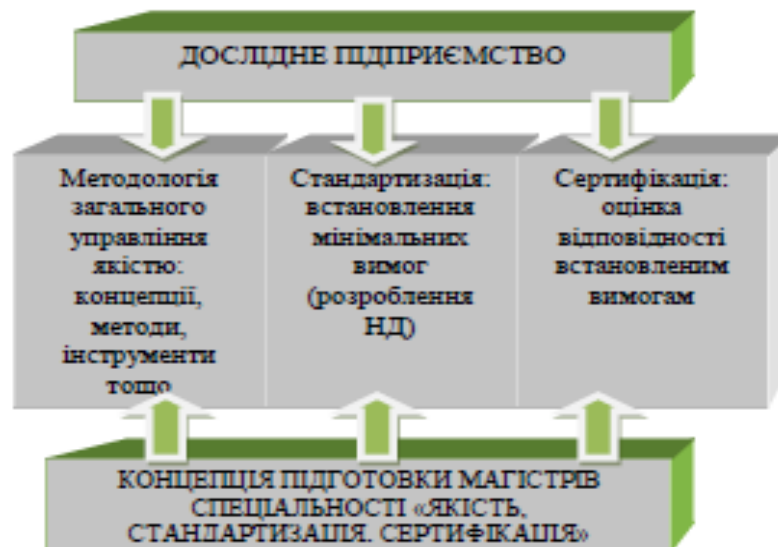 ДОСЛІДНЕ ПІДПРИЄМСТВО
Методологія
загального
управління
якістю:
концепції,
методи,
інструменти
тощо
Стандартизація:
встановлення
мінімальних
вимог
(розроблення
НД)
Сертифікація:
оцінка
відповідності
встановленим
вимогам
КОНЦЕПЦІЯ ПІДГОТОВКИ МАГІСТРІВ
СПЕЦІАЛЬНОСТІ «ЯКІСТЬ,
СТАНДАРТИЗАЦІЯ. СЕРТИФІКАЦІЯ»